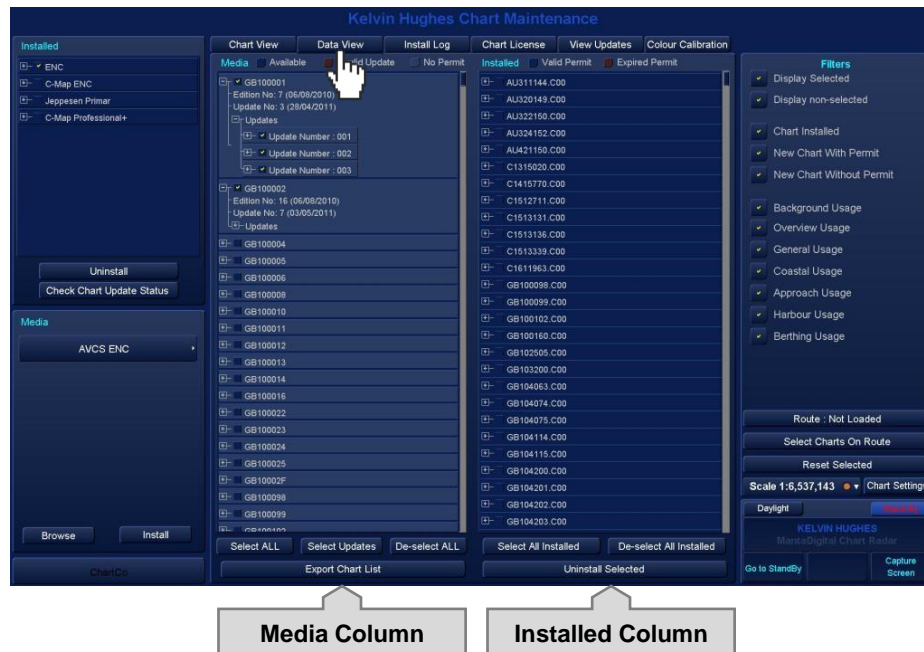 Kelvin Hughes Chart Maintenance
Installed
ENC
C-Map ENC
Jeppesen Primar
C-Map Professional+
Uninstall
Check Chart Update Status
Media
AVCS ENC
Browse
Install
ChartCo
Chart View
Data View
Install Log
Chart License
View Updates
Colour Calibration
Media
Available
Update
No Permit
GB100001
Edition No: 7 (06/08/2010)
Update No: 3 (28/04/2011)
Updates
Update Number : 001
Update Number : 002
Update Number : 003
GB100002
Edition No: 16 (06/08/2010)
Update No: 7 (03/05/2011)
Updates
GB100004
GB100005
GB100006
GB100008
GB100010
GB100011
GB100012
GB100013
GB100014
GB100016
GB100022
GB100023
GB100024
GB100025
GB10002F
GB100098
GB100099
GB100102
Select ALL
Select Updates
De-select ALL
Export Chart List
Installed
Valid Permit
Expired Permit
AU311144.C00
AU320149.C00
AU322150.C00
AU324152.C00
AU421150.C00
C1315020.C00
C1415770.C00
C1512711.C00
C1513131.C00
C1513136.C00
C1513339.C00
C1611963.C00
GB100098.C00
GB100099.C00
GB100102.C00
GB100160.C00
GB102505.C00
GB103200.C00
GB104063.C00
GB104074.C00
GB104075.C00
GB104114.C00
GB104115.C00
GB104200.C00
GB104201.C00
GB104202.C00
GB104203.C00
Select All Installed
De-select All Installed
Uninstall Selected
Filters
Display Selected
Display non-selected
Chart Installed
New Chart With Permit
New Chart Without Permit
Background Usage
Overview Usage
General Usage
Coastal Usage
Approach Usage
Harbour Usage
Berthing Usage
Route : Not Loaded
Select Charts On Route
Reset Selected
Scale 1:6,537,143
Chart Settings
Daylight
KELVIN HUGHES
MantaDigital Chart Radar
Go to StandBy
Capture Screen
Media Column
Installed Column